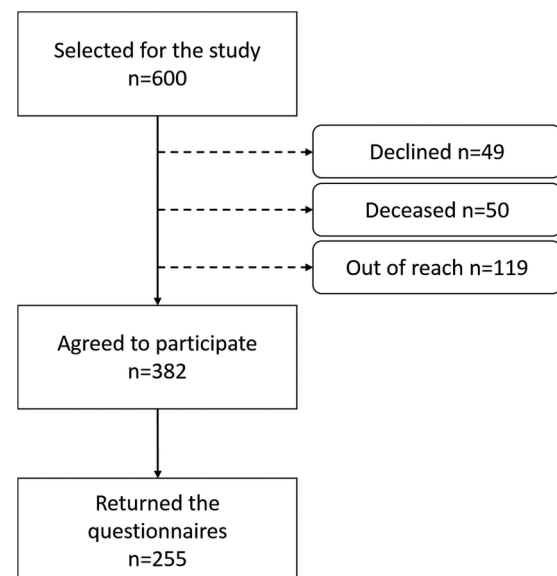 Selected for the study
n=600
Declined n=49
Deceased n=50
Out of reach n=119
Agreed to participate
n=382
Returned the
questionnaires
n=255